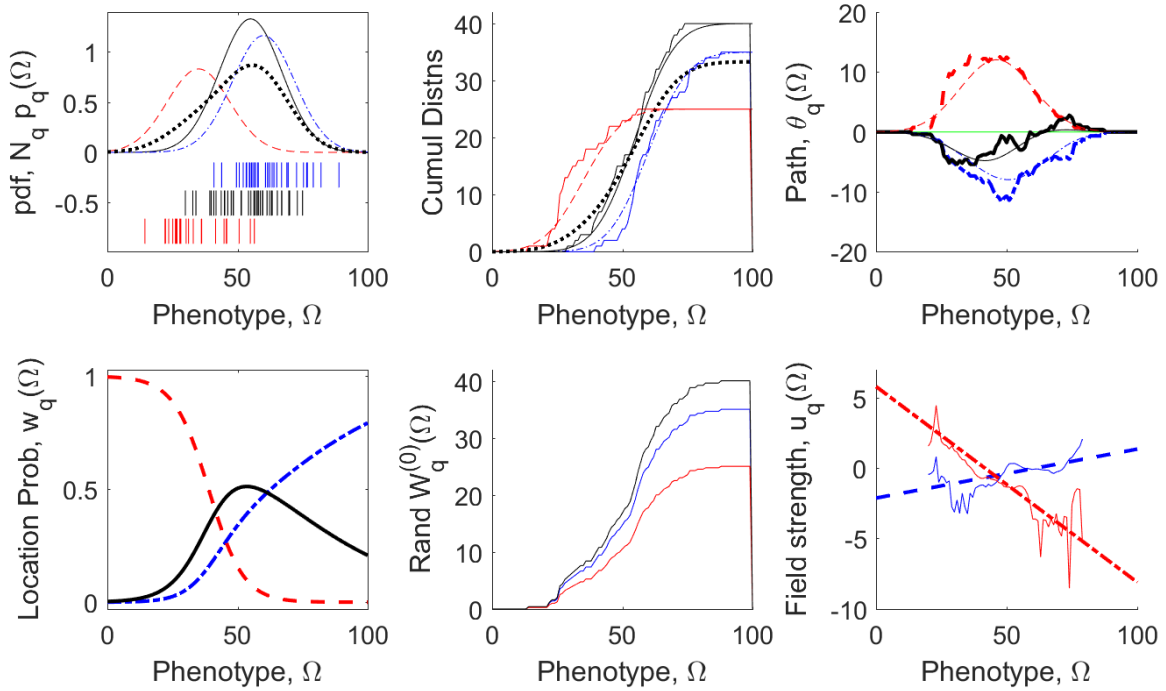 pdf, N_q p_q(Ω)
1
0.5
0
-0.5
0 50 100
Phenotype, Ω
Cumul Distns
40
30
20
10
0
0 50 100
Phenotype, Ω
Path, θ_q(Ω)
20
10
0
-10
-20
0 50 100
Phenotype, Ω
Location Prob, w_q(Ω)
1
0.5
0
0 50 100
Phenotype, Ω
Rand W_q^(0)(Ω)
40
30
20
10
0
0 50 100
Phenotype, Ω
Field strength, u_q(Ω)
5
0
-5
-10
0 50 100
Phenotype, Ω